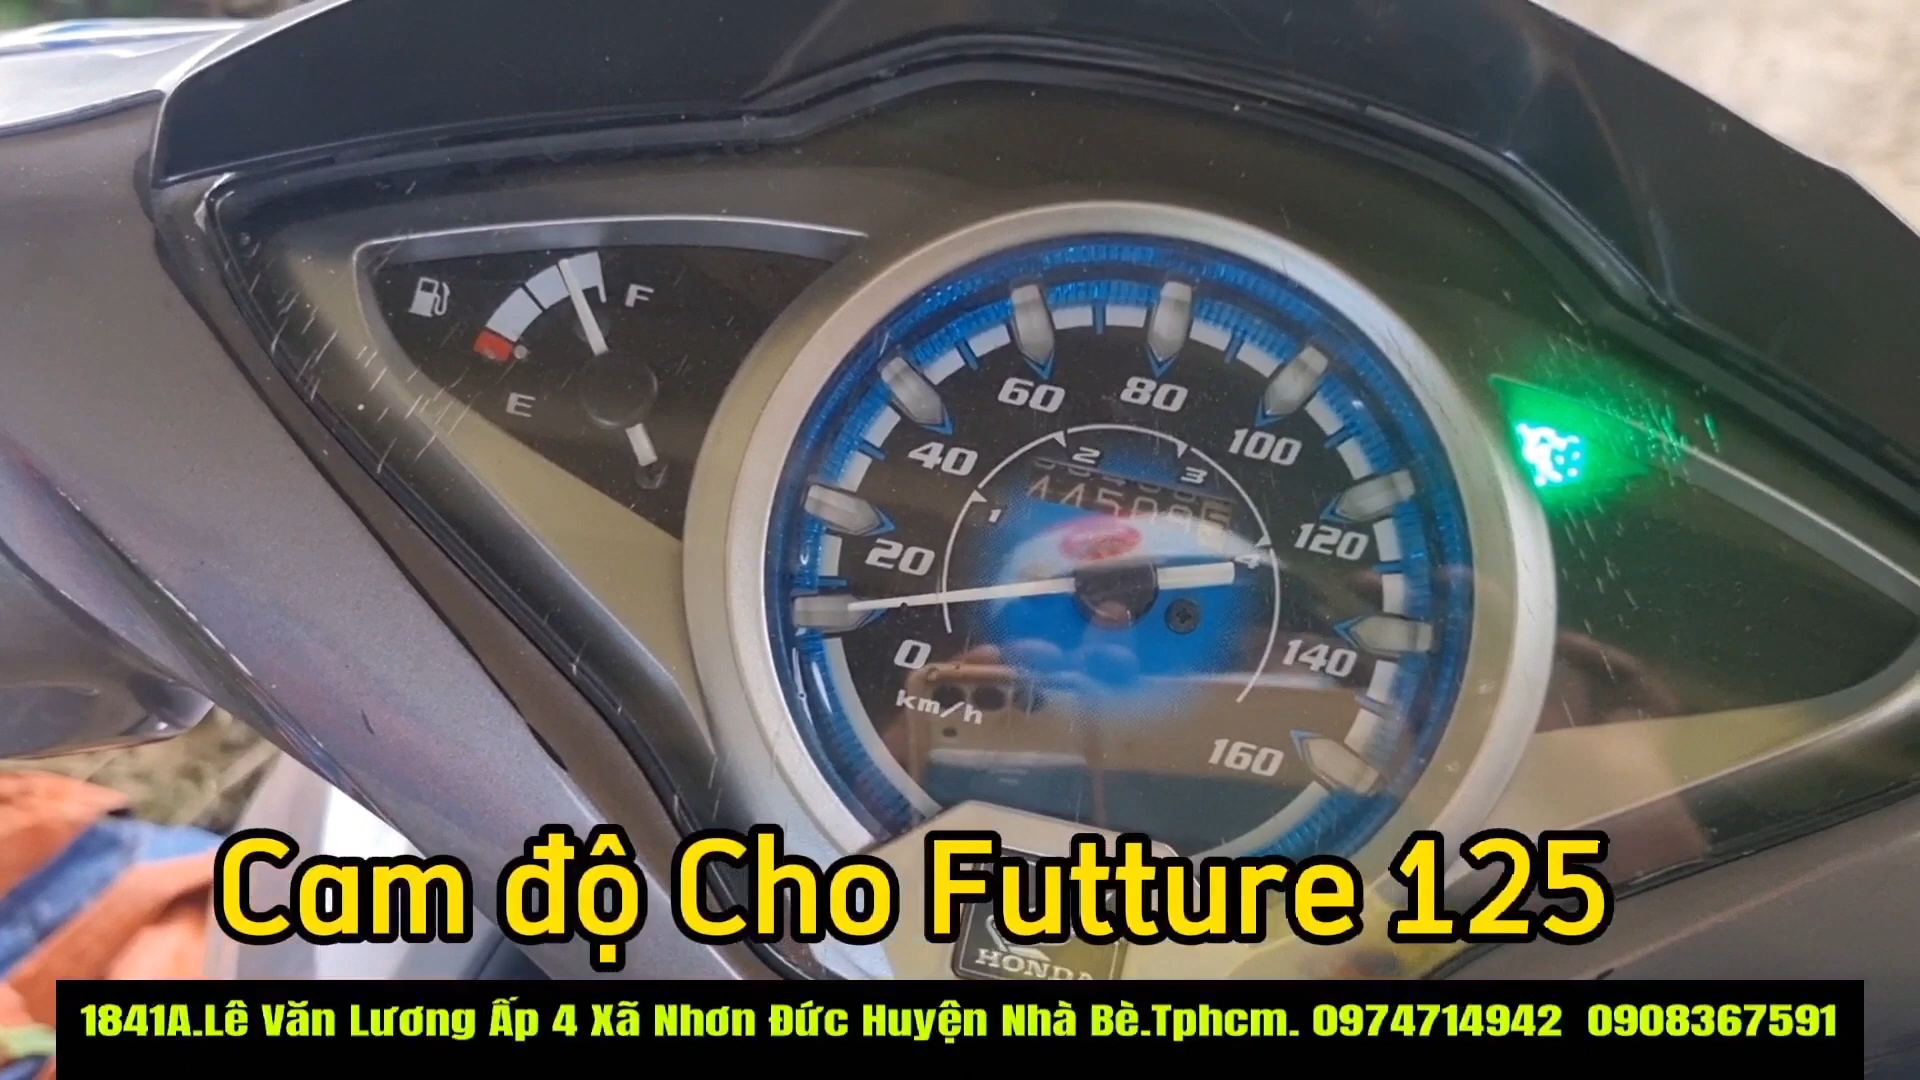 F
E
60 80
40 100
2 3
1 4
20 120
0 140
km/h
160
Cam độ Cho Futture 125
HONDA
1841A.Lê Văn Lương Ấp 4 Xã Nhơn Đức Huyện Nhà Bè.Tphcm. 0974714942 0908367591